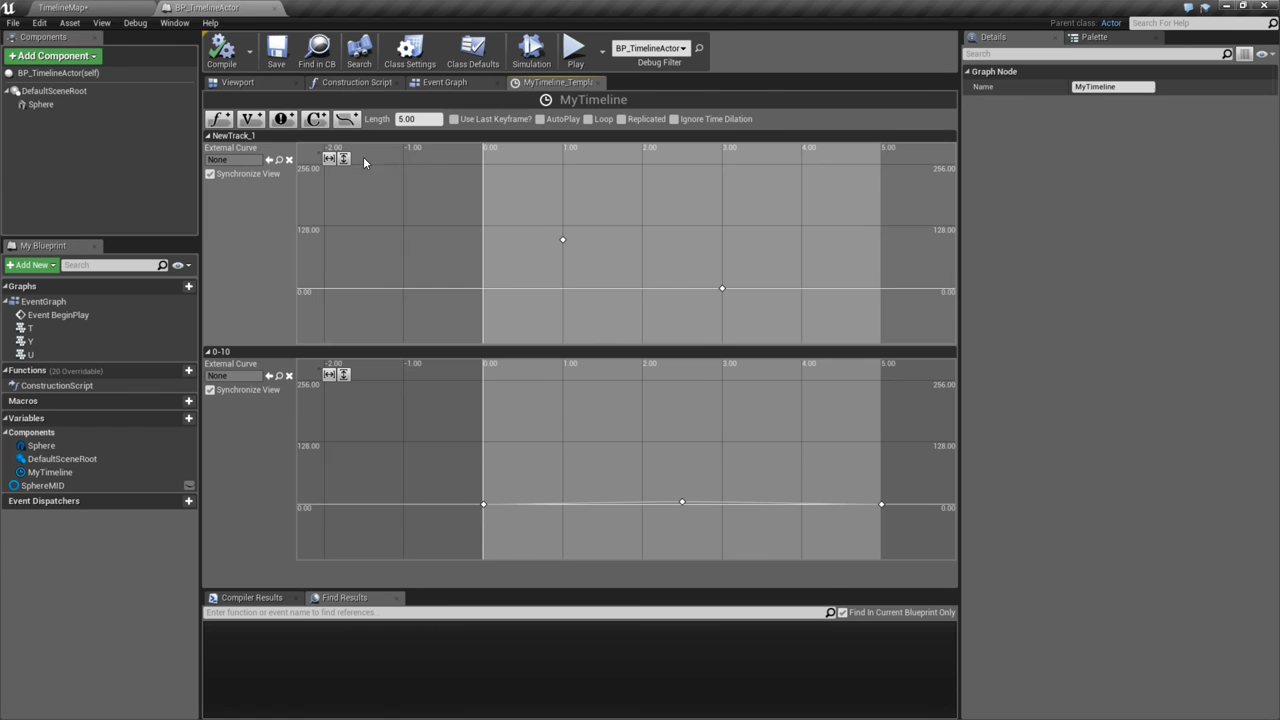 TimelineMap*
BP_TimelineActor
File Edit Asset View Debug Window Help
Parent class: Actor
Search For Help
Components
+Add Component
BP_TimelineActor(self)
DefaultSceneRoot
Sphere
Compile Save Find in CB Search Class Settings Class Defaults Simulation Play
BP_TimelineActor
Debug Filter
Details
Palette
Search
Graph Node
Name MyTimeline
Viewport Construction Script Event Graph MyTimeline_Templ
MyTimeline
Length 5.00 Use Last Keyframe? AutoPlay Loop Replicated Ignore Time Dilation
NewTrack_1
External Curve
None
Synchronize View
-2.00 -1.00 0.00 1.00 2.00 3.00 4.00 5.00
256.00 256.00
128.00 128.00
0.00 0.00
0-10
External Curve
None
Synchronize View
-2.00 -1.00 0.00 1.00 2.00 3.00 4.00 5.00
256.00 256.00
128.00 128.00
0.00 0.00
My Blueprint
+Add New Search
Graphs
EventGraph
Event BeginPlay
T
Y
U
Functions (20 Overridable)
ConstructionScript
Macros
Variables
Components
Sphere
DefaultSceneRoot
MyTimeline
SphereMID
Event Dispatchers
Compiler Results
Find Results
Enter function or event name to find references...
Find In Current Blueprint Only